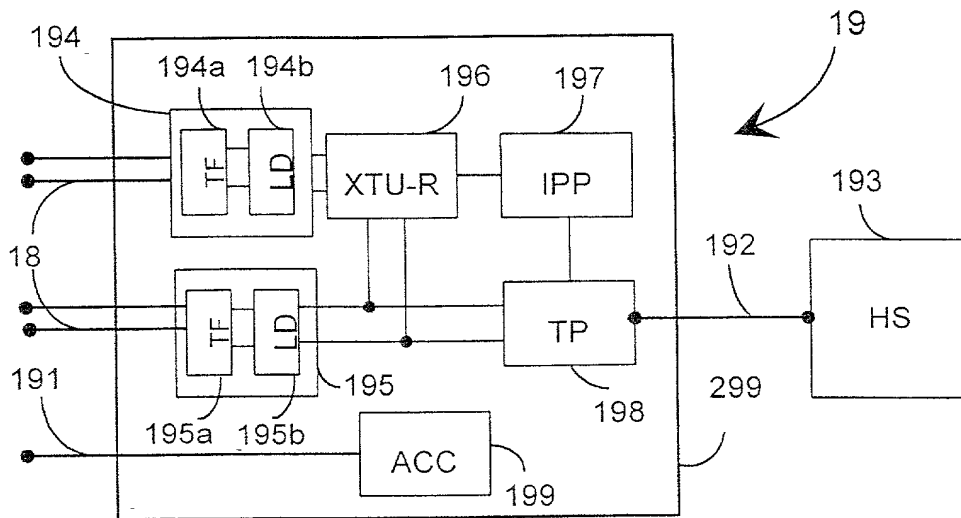 194
19
194a
194b
196
197
TF
LD
XTU-R
IPP
193
192
18
TF
LD
TP
HS
191
195
198
299
195a
195b
ACC
199